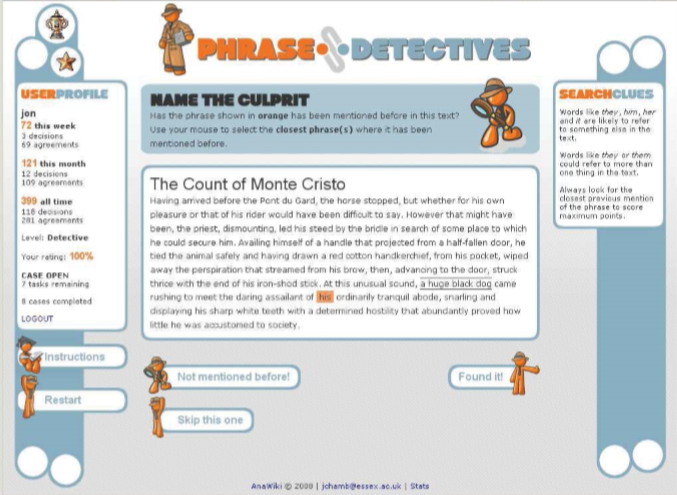 PHRASE DETECTIVES
USERPROFILE
jon
72 this week
3 decisions
69 agreements
121 this month
12 decisions
109 agreements
399 all time
118 decisions
281 agreements
Level: Detective
Your rating: 100%
CASE OPEN
7 tasks remaining
8 cases completed
LOGOUT
Instructions
Restart
NAME THE CULPRIT
Has the phrase shown in orange has been mentioned before in this text?
Use your mouse to select the closest phrase(s) where it has been
mentioned before.
The Count of Monte Cristo
Having arrived before the Pont du Gard, the horse stopped, but whether for his own
pleasure or that of his rider would have been difficult to say. However that might have
been, the priest, dismounting, led his steed by the bridle in search of some place to which
he could secure him. Availing himself of a handle that projected from a half-fallen door, he
tied the animal safely and having drawn a red cotton handkerchief, from his pocket, wiped
away the perspiration that streamed from his brow, then, advancing to the door, struck
thrice with the end of his iron-shod stick. At this unusual sound, a huge black dog came
rushing to meet the daring assailant of his ordinarily tranquil abode, snarling and
displaying his sharp white teeth with a determined hostility that abundantly proved how
little he was accustomed to society.
Not mentioned before!
Found it!
Skip this one
SEARCHCLUES
Words like they, him, her
and it are likely to refer
to something else in the
text.
Words like they or them
could refer to more than
one thing in the text.
Always look for the
closest previous mention
of the phrase to score
maximum points.
AnaWiki © 2008 | jchamb@essex.ac.uk | Stats